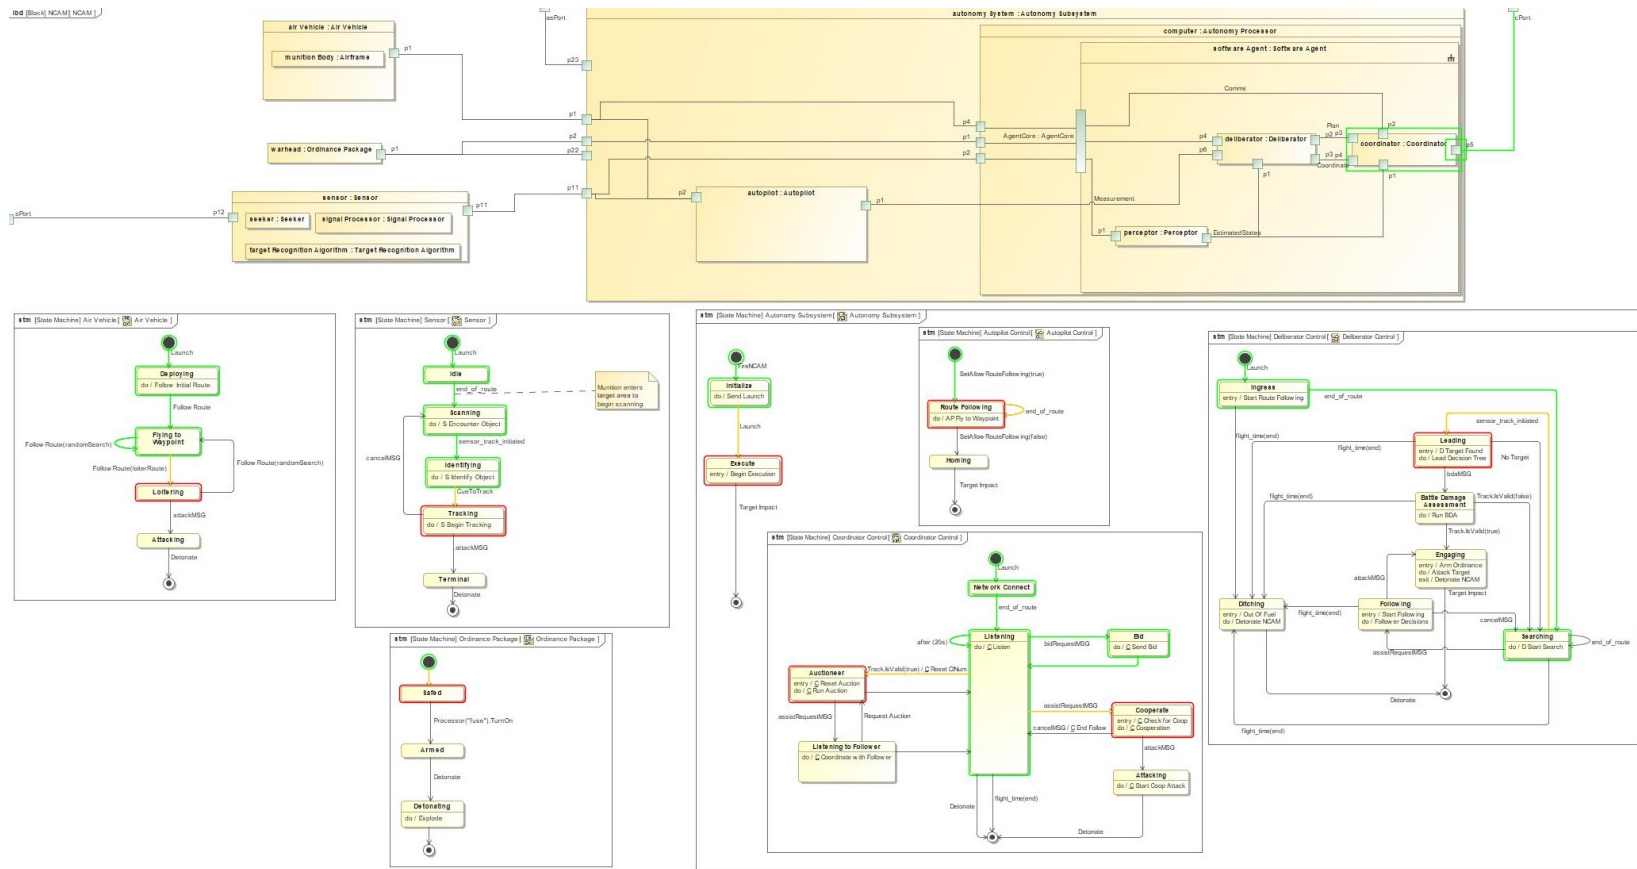 ibd [Block] NCAM [ NCAM ]
air Vehicle : Air Vehicle
munition Body : Airframe
p1
warhead : Ordinance Package
p1
sPort
p12
sensor : Sensor
seeker : Seeker
signal Processor : Signal Processor
target Recognition Algorithm : Target Recognition Algorithm
p11
asPort
p23
p1
p2
p22
p11
autonomy System : Autonomy Subsystem
p2
autopilot : Autopilot
p1
computer : Autonomy Processor
p4
p1
p2
AgentCore : AgentCore
software Agent : Software Agent
Comms
p4
p6
deliberator : Deliberator
p1
Plan
p2 p3
p3 p4
Coordinate
p2
coordinator : Coordinator
p1
p5
cPort
Measurement
p1
perceptor : Perceptor
EstimatedStates
stm [State Machine] Air Vehicle [ Air Vehicle ]
Launch
Deploying
do / Follow Initial Route
Follow Route
Flying to
Waypoint
Follow Route(randomSearch)
Follow Route(loiterRoute)
Follow Route(randomSearch)
Loitering
attackMSG
Attacking
Detonate
stm [State Machine] Sensor [ Sensor ]
Launch
Idle
end_of_route
Munition enters
target area to
begin scanning
Scanning
do / S Encounter Object
sensor_track_initiated
cancelMSG
Identifying
do / S Identify Object
CueToTrack
Tracking
do / S Begin Tracking
attackMSG
Terminal
Detonate
stm [State Machine] Ordinance Package [ Ordinance Package ]
Safed
Processor("fuse").TurnOn
Armed
Detonate
Detonating
do / Explode
stm [State Machine] Autonomy Subsystem [ Autonomy Subsystem ]
FireNCAM
Initialize
do / Send Launch
Launch
Execute
entry / Begin Execution
Target Impact
stm [State Machine] Autopilot Control [ Autopilot Control ]
SetAllow RouteFollowing(true)
Route Following
do / AP Fly to Waypoint
end_of_route
SetAllow RouteFollowing(false)
Homing
Target Impact
stm [State Machine] Coordinator Control [ Coordinator Control ]
Launch
Network Connect
end_of_route
Listening
do / C Listen
after (20s)
bidRequestMSG
Bid
do / C Send Bid
Track.IsValid(true) / C Reset ONum
Auctioneer
entry / C Reset Auction
do / C Run Auction
assistRequestMSG
Request Auction
Listening to Follower
do / C Coordinate with Follower
assistRequestMSG
cancelMSG / C End Follow
Cooperate
entry / C Check for Coop
do / C Cooperation
attackMSG
Attacking
do / C Start Coop Attack
Detonate
flight_time(end)
Detonate
stm [State Machine] Deliberator Control [ Deliberator Control ]
Launch
Ingress
entry / Start Route Following
end_of_route
sensor_track_initiated
flight_time(end)
flight_time(end)
Leading
entry / D Target Found
do / Lead Decision Tree
No Target
bdaMSG
flight_time(end)
Battle Damage
Assessment
do / Run BDA
Track.IsValid(false)
Track.IsValid(true)
Engaging
entry / Arm Ordinance
do / Attack Target
exit / Detonate NCAM
attackMSG
Target Impact
Ditching
entry / Out Of Fuel
do / Detonate NCAM
flight_time(end)
Following
entry / Start Following
do / Follower Decisions
cancelMSG
assistRequestMSG
Searching
do / D Start Search
end_of_route
Detonate
flight_time(end)